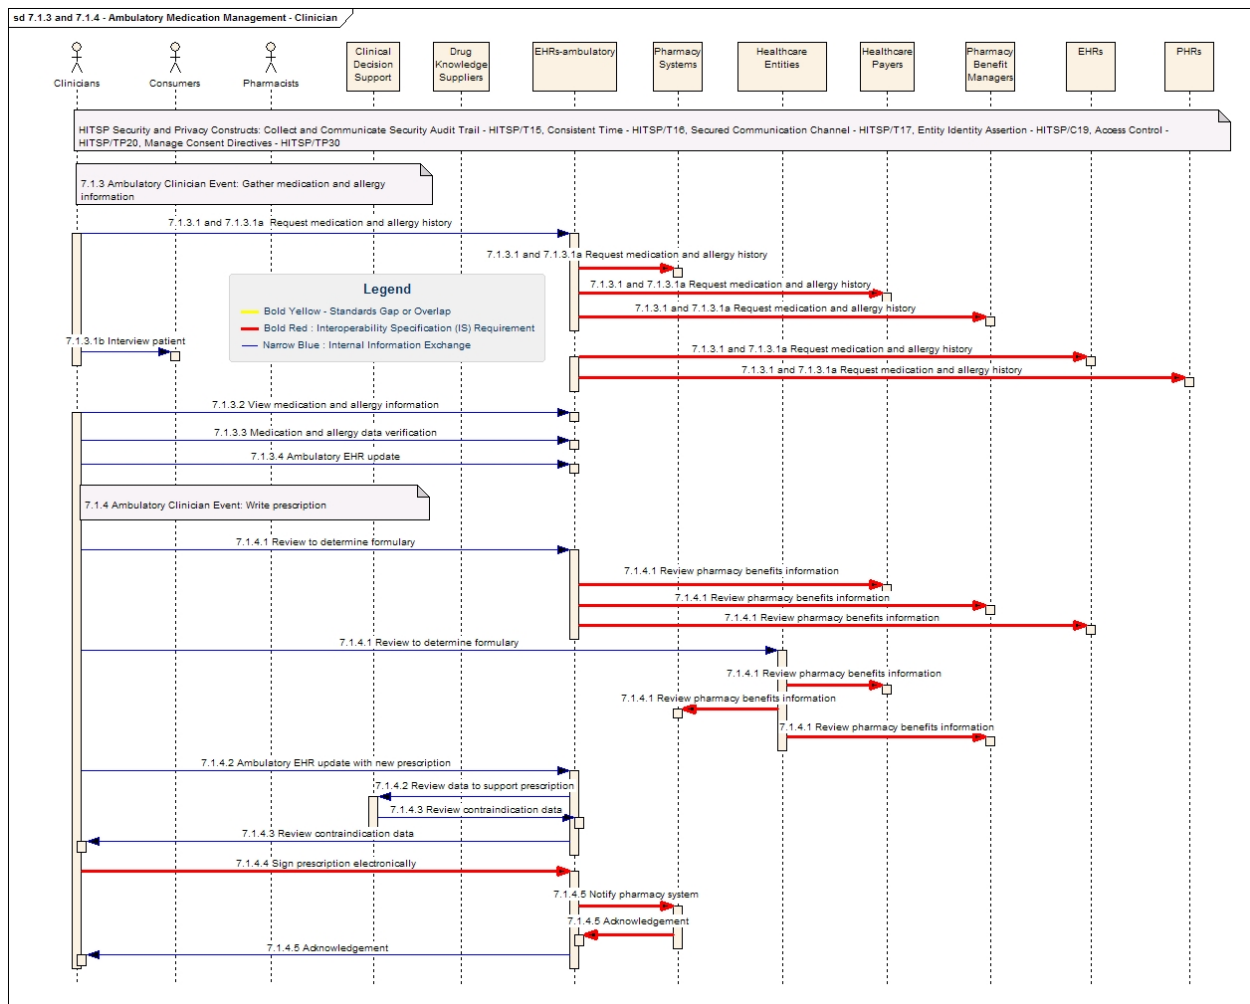 sd 7.1.3 and 7.1.4 - Ambulatory Medication Management - Clinician
Clinicians
Consumers
Pharmacists
Clinical
Decision
Support
Drug
Knowledge
Suppliers
EHRs-ambulatory
Pharmacy
Systems
Healthcare
Entities
Healthcare
Payers
Pharmacy
Benefit
Managers
EHRs
PHRs
HITSP Security and Privacy Constructs: Collect and Communicate Security Audit Trail - HITSP/T15, Consistent Time - HITSP/T16, Secured Communication Channel - HITSP/T17, Entity Identity Assertion - HITSP/C19, Access Control -
HITSP/TP20, Manage Consent Directives - HITSP/TP30
7.1.3 Ambulatory Clinician Event: Gather medication and allergy
information
7.1.3.1 and 7.1.3.1a  Request medication and allergy history
7.1.3.1 and 7.1.3.1a Request medication and allergy history
7.1.3.1 and 7.1.3.1a Request medication and allergy history
7.1.3.1 and 7.1.3.1a Request medication and allergy history
Legend
Bold Yellow - Standards Gap or Overlap
Bold Red : Interoperability Specification (IS) Requirement
Narrow Blue : Internal Information Exchange
7.1.3.1b Interview patient
7.1.3.1 and 7.1.3.1a Request medication and allergy history
7.1.3.1 and 7.1.3.1a Request medication and allergy history
7.1.3.2 View medication and allergy information
7.1.3.3 Medication and allergy data verification
7.1.3.4 Ambulatory EHR update
7.1.4 Ambulatory Clinician Event: Write prescription
7.1.4.1 Review to determine formulary
7.1.4.1 Review pharmacy benefits information
7.1.4.1 Review pharmacy benefits information
7.1.4.1 Review pharmacy benefits information
7.1.4.1 Review to determine formulary
7.1.4.1 Review pharmacy benefits information
7.1.4.1 Review pharmacy benefits information
7.1.4.1 Review pharmacy benefits information
7.1.4.2 Ambulatory EHR update with new prescription
7.1.4.2 Review data to support prescription
7.1.4.3 Review contraindication data
7.1.4.3 Review contraindication data
7.1.4.4 Sign prescription electronically
7.1.4.5 Notify pharmacy system
7.1.4.5 Acknowledgement
7.1.4.5 Acknowledgement